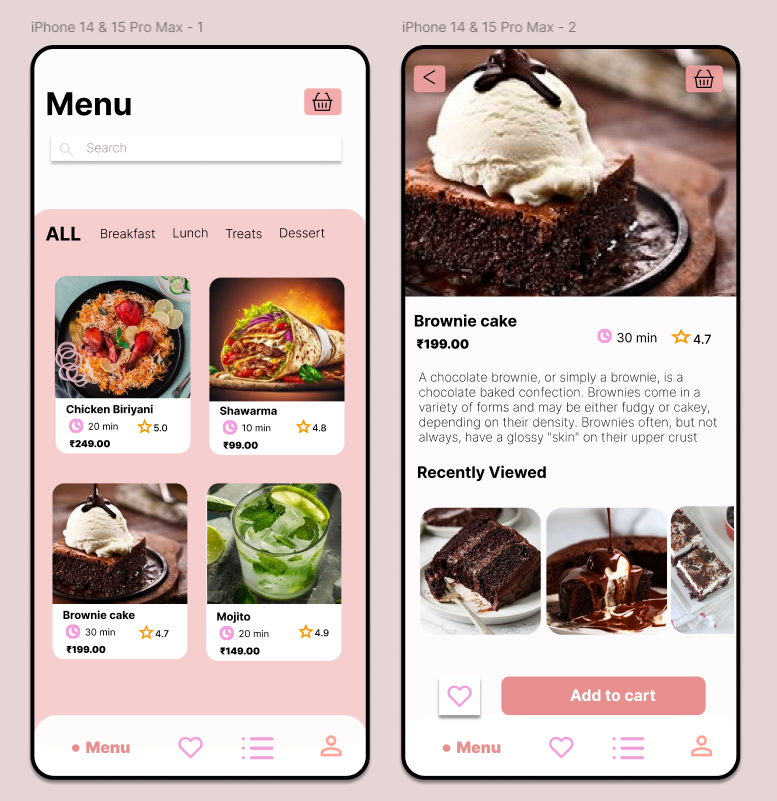 iPhone 14 & 15 Pro Max - 1
Menu
Search
ALL Breakfast Lunch Treats Dessert
Chicken Biriyani
20 min 5.0
₹249.00
Shawarma
10 min 4.8
₹99.00
Brownie cake
30 min 4.7
₹199.00
Mojito
20 min 4.9
₹149.00
• Menu
iPhone 14 & 15 Pro Max - 2
<
Brownie cake
₹199.00
30 min 4.7
A chocolate brownie, or simply a brownie, is a
chocolate baked confection. Brownies come in a
variety of forms and may be either fudgy or cakey,
depending on their density. Brownies often, but not
always, have a glossy "skin" on their upper crust
Recently Viewed
Add to cart
• Menu